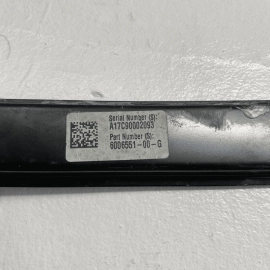 Serial Number (S):
A17C90002093
Part Number (S):
6006551-00-G